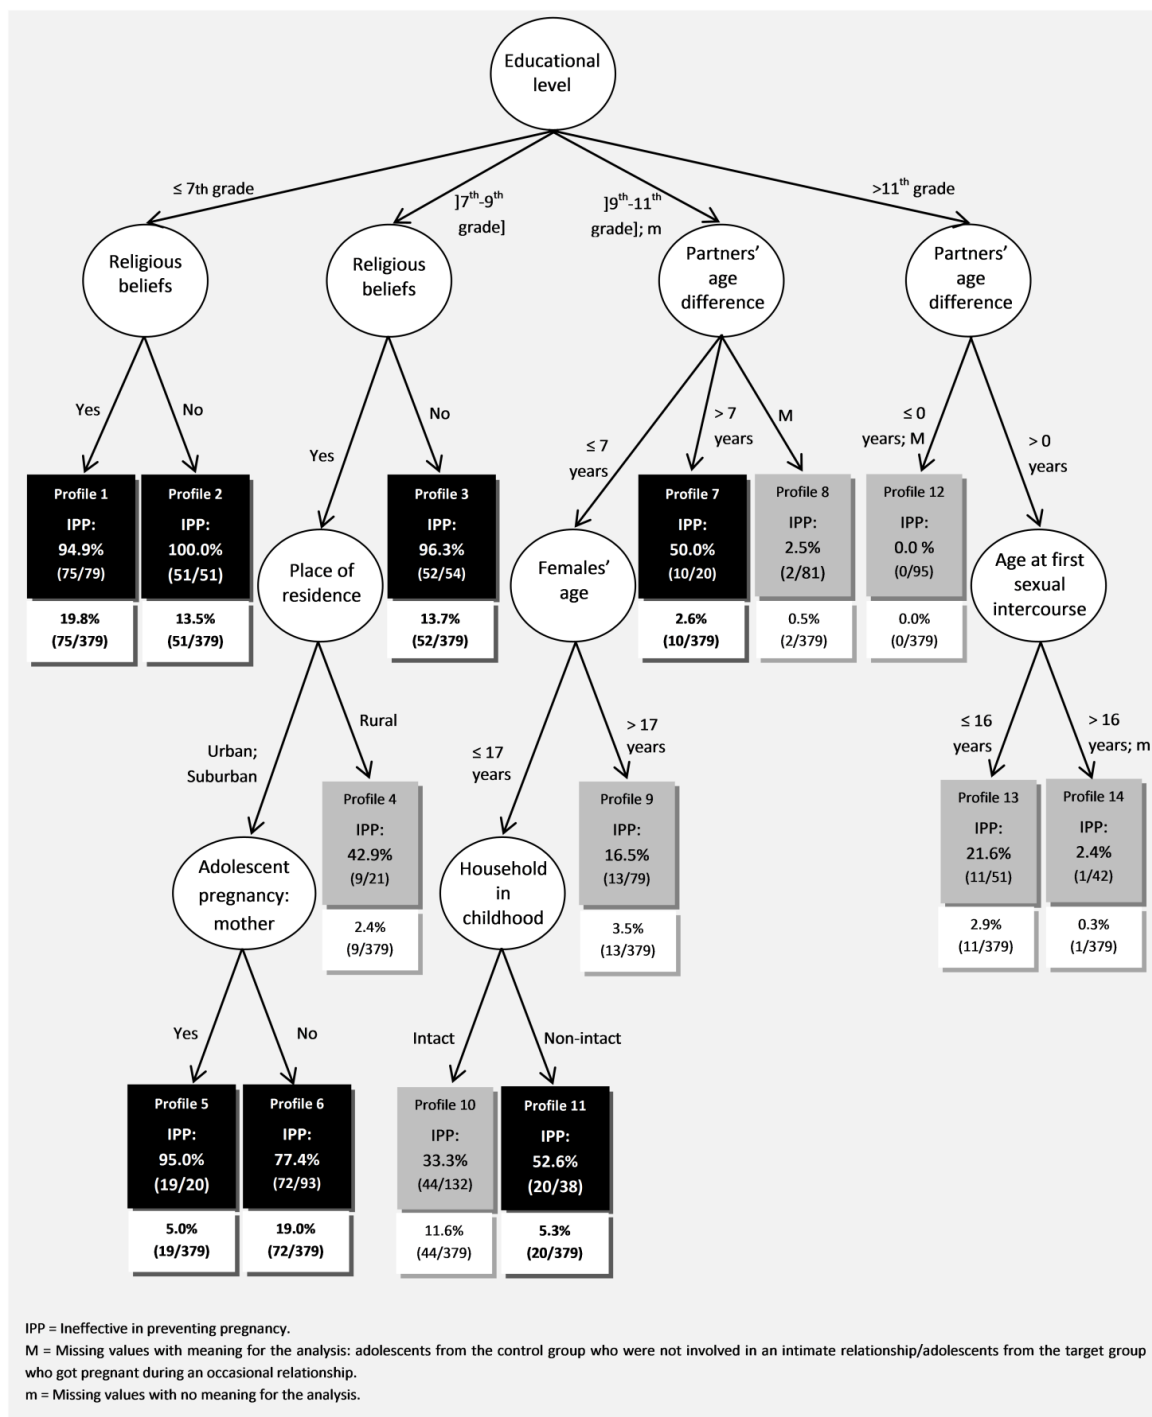 Educational
level
≤ 7th grade
]7th-9th
grade]
]9th-11th
grade]; m
>11th grade
Religious
beliefs
Religious
beliefs
Partners'
age
difference
Partners'
age
difference
Yes
No
Yes
No
≤ 7
years
> 7
years
M
≤ 0
years; M
> 0
years
Profile 1
IPP:
94.9%
(75/79)
19.8%
(75/379)
Profile 2
IPP:
100.0%
(51/51)
13.5%
(51/379)
Profile 3
IPP:
96.3%
(52/54)
13.7%
(52/379)
Profile 7
IPP:
50.0%
(10/20)
2.6%
(10/379)
Profile 8
IPP:
2.5%
(2/81)
0.5%
(2/379)
Profile 12
IPP:
0.0 %
(0/95)
0.0%
(0/379)
Place of
residence
Females'
age
Age at first
sexual
intercourse
Urban;
Suburban
Rural
≤ 17
years
> 17
years
≤ 16
years
> 16
years; m
Profile 4
IPP:
42.9%
(9/21)
2.4%
(9/379)
Profile 9
IPP:
16.5%
(13/79)
3.5%
(13/379)
Profile 13
IPP:
21.6%
(11/51)
2.9%
(11/379)
Profile 14
IPP:
2.4%
(1/42)
0.3%
(1/379)
Adolescent
pregnancy:
mother
Household
in
childhood
Yes
No
Intact
Non-intact
Profile 5
IPP:
95.0%
(19/20)
5.0%
(19/379)
Profile 6
IPP:
77.4%
(72/93)
19.0%
(72/379)
Profile 10
IPP:
33.3%
(44/132)
11.6%
(44/379)
Profile 11
IPP:
52.6%
(20/38)
5.3%
(20/379)
IPP = Ineffective in preventing pregnancy.
M = Missing values with meaning for the analysis: adolescents from the control group who were not involved in an intimate relationship/adolescents from the target group
who got pregnant during an occasional relationship.
m = Missing values with no meaning for the analysis.